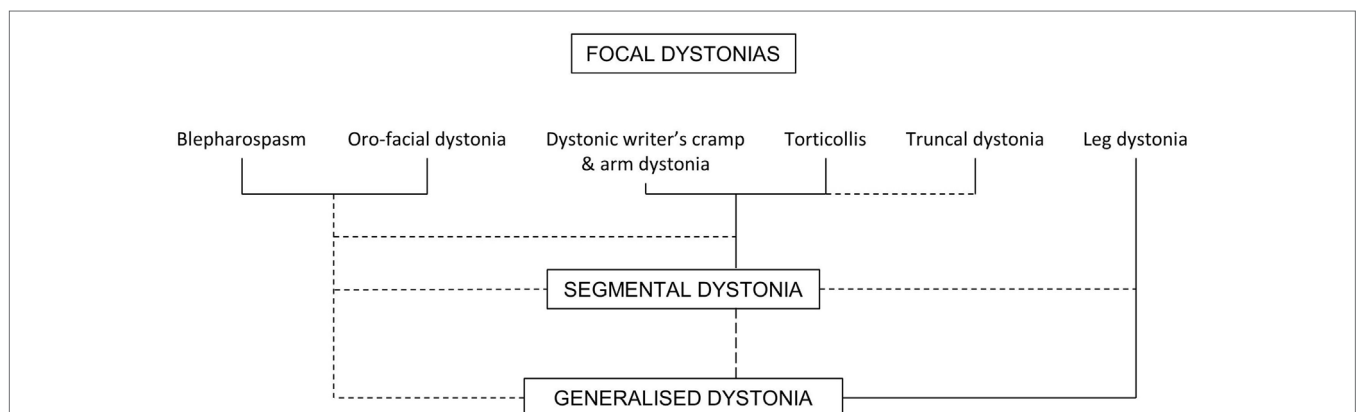 FOCAL DYSTONIAS
Blepharospasm
Oro-facial dystonia
Dystonic writer’s cramp
& arm dystonia
Torticollis
Truncal dystonia
Leg dystonia
SEGMENTAL DYSTONIA
GENERALISED DYSTONIA